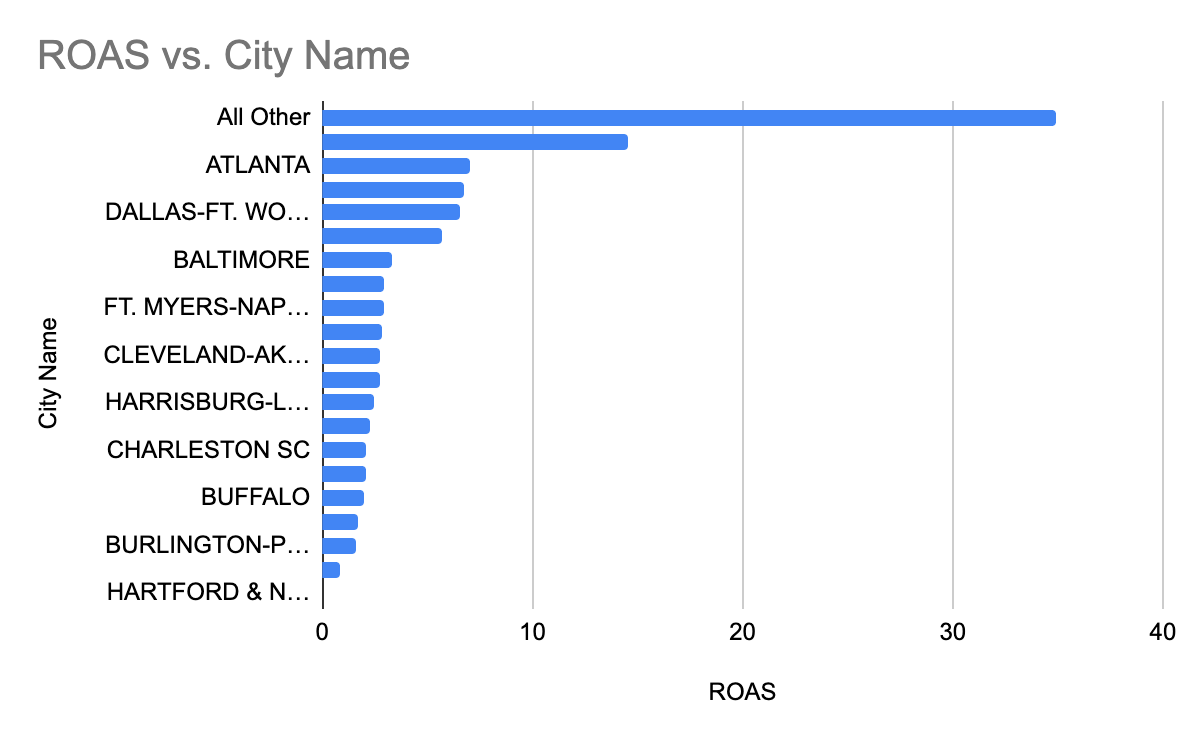 ROAS vs. City Name
City Name
All Other
ATLANTA
DALLAS-FT. WO…
BALTIMORE
FT. MYERS-NAP…
CLEVELAND-AK…
HARRISBURG-L…
CHARLESTON SC
BUFFALO
BURLINGTON-P…
HARTFORD & N…
0 10 20 30 40
ROAS